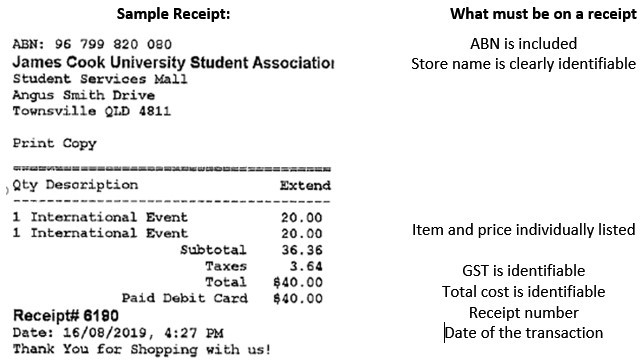 Sample Receipt:
What must be on a receipt
ABN: 96 799 820 080
ABN is included
James Cook University Student Association
Store name is clearly identifiable
Student Services Mall
Angus Smith Drive
Townsville QLD 4811
Print Copy
Qty Description Extend
1 International Event 20.00
1 International Event 20.00
Item and price individually listed
Subtotal 36.36
Taxes 3.64
GST is identifiable
Total $40.00
Total cost is identifiable
Paid Debit Card $40.00
Receipt# 6180
Receipt number
Date: 16/08/2019, 4:27 PM
Date of the transaction
Thank You for Shopping with us!